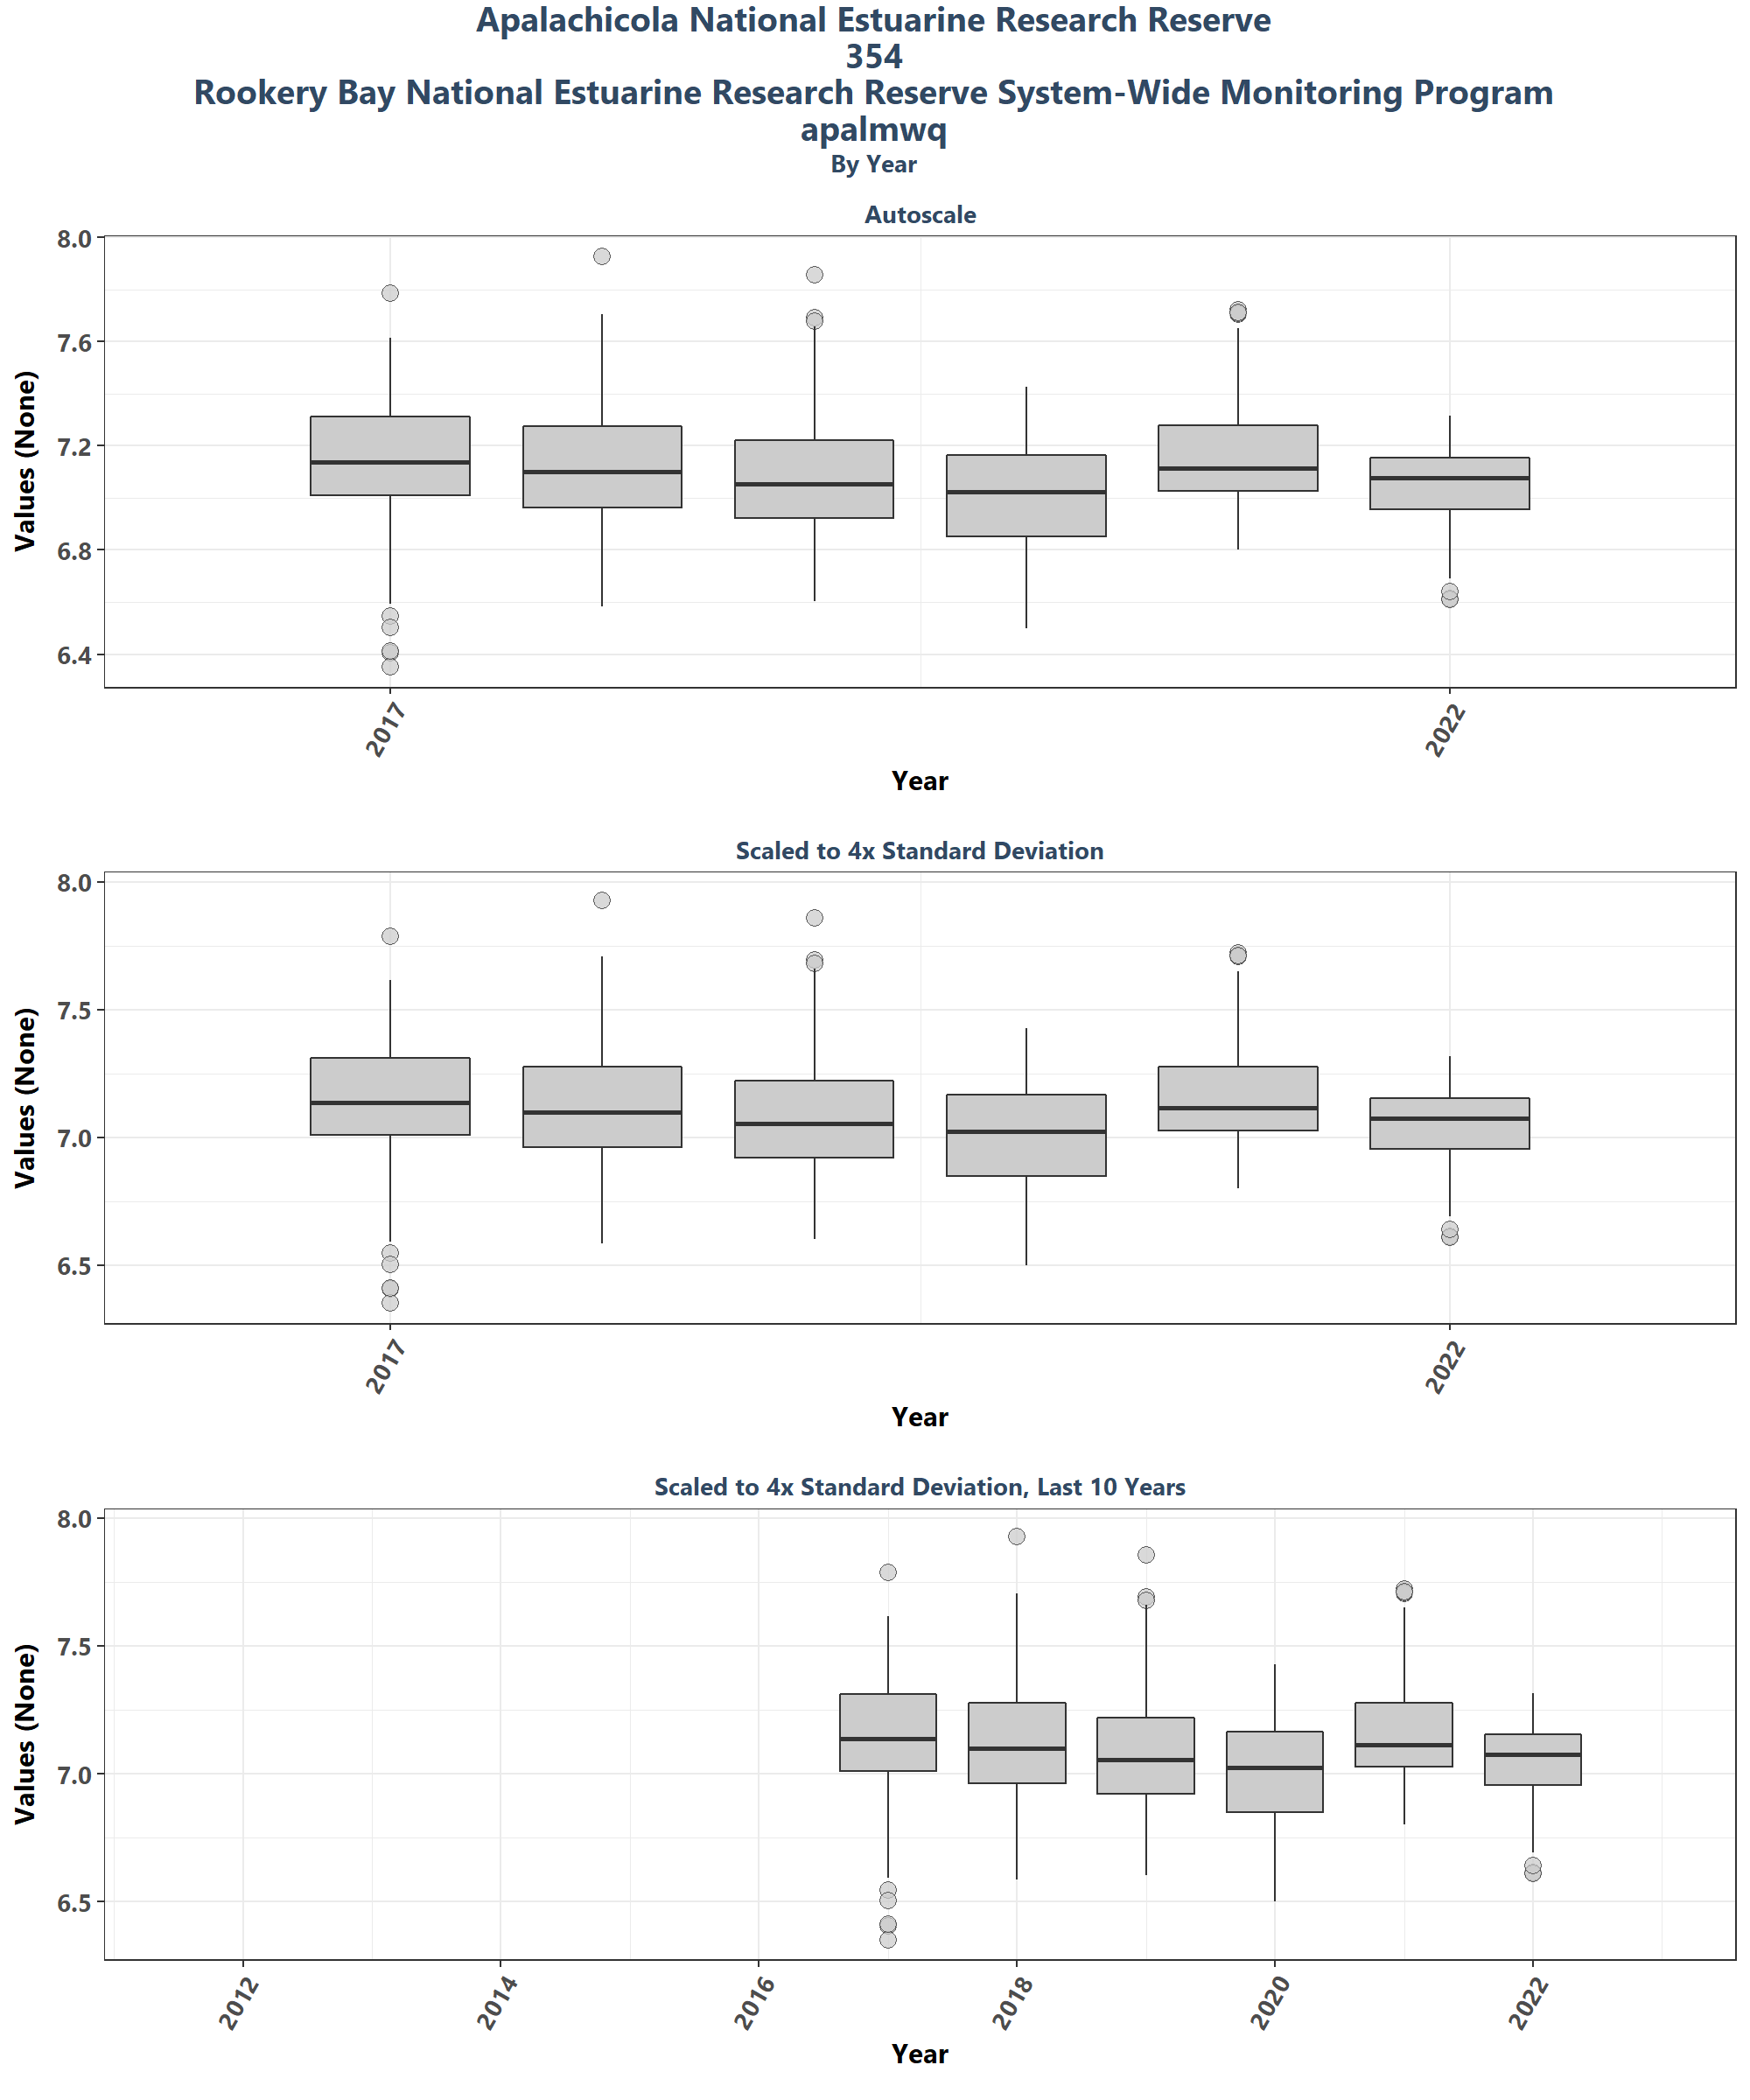 Apalachicola National Estuarine Research Reserve
354
Rookery Bay National Estuarine Research Reserve System-Wide Monitoring Program
apalmwq
By Year
Autoscale
Values (None)
8.0
7.6
7.2
6.8
6.4
2017
2022
Year
Scaled to 4x Standard Deviation
Values (None)
8.0
7.5
7.0
6.5
2017
2022
Year
Scaled to 4x Standard Deviation, Last 10 Years
Values (None)
8.0
7.5
7.0
6.5
2012
2014
2016
2018
2020
2022
Year